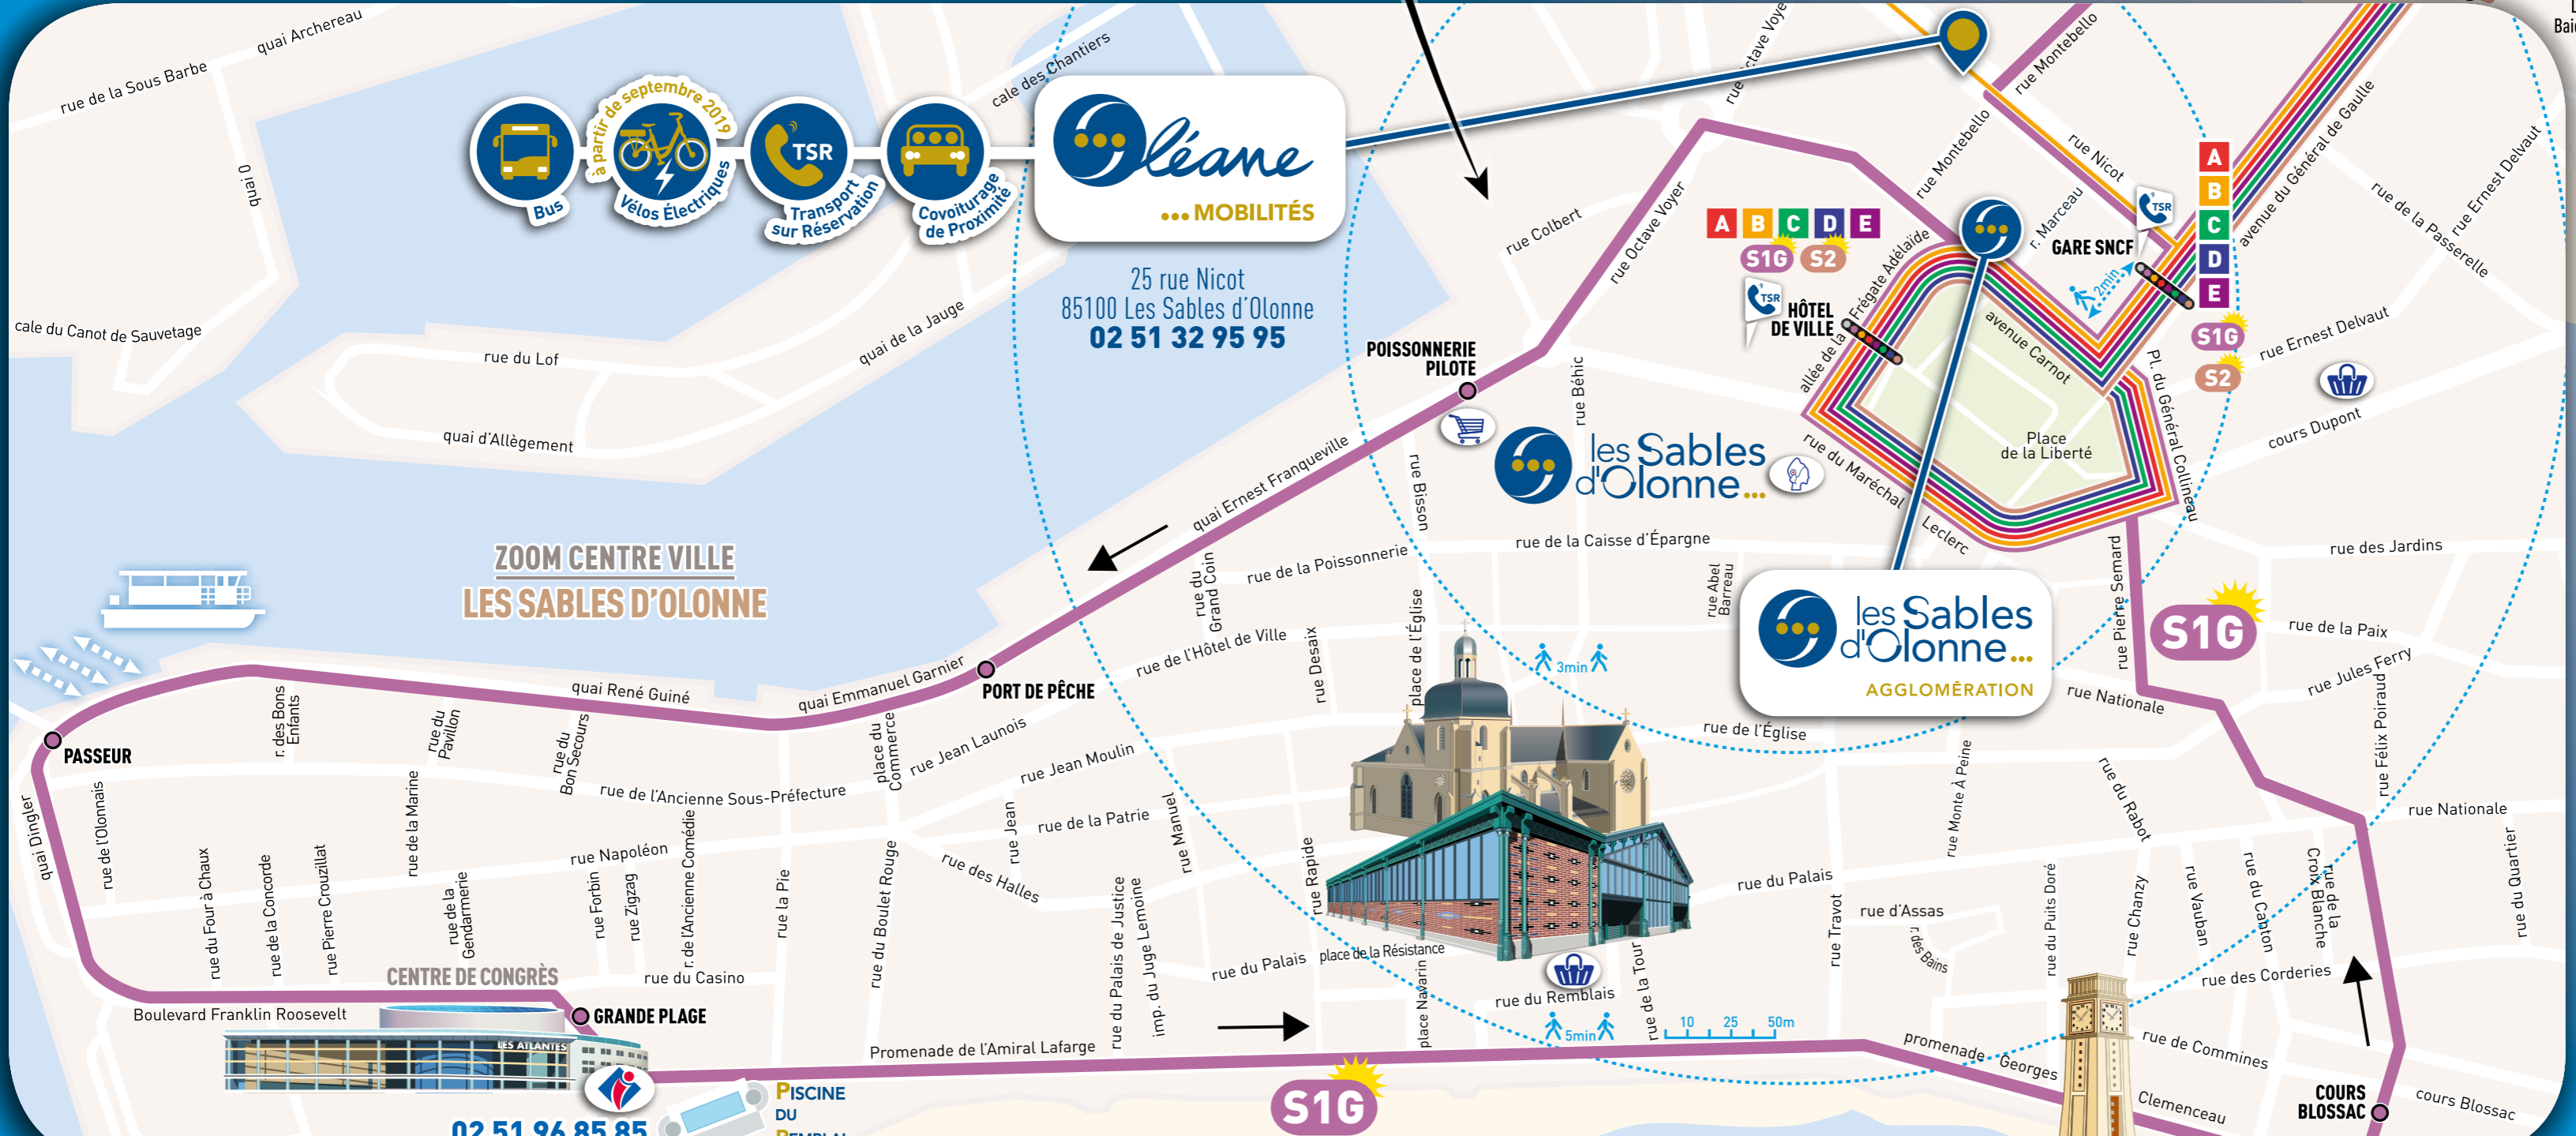 quai Archereau
rue de la Sous Barbe
quai D
cale du Canot de Sauvetage
cale des Chantiers
Bus
à partir de septembre 2019
Vélos Électriques
TSR
Transport
sur Réservation
Covoiturage
de Proximité
Oléane
...MOBILITÉS
25 rue Nicot
85100 Les Sables d'Olonne
02 51 32 95 95
rue du Lof
quai de la Jauge
quai d'Allègement
rue Octave Voyer
rue Montebello
rue Montebello
rue Nicot
r. Marceau
rue Colbert
rue Octave Voyer
A B C D E
S1G S2
TSR
HÔTEL
DE VILLE
allée de la Frégate Adélaïde
GARE SNCF
TSR
2min
A
B
C
D
E
S1G
S2
avenue du Général de Gaulle
rue de la Passerelle
rue Ernest Delvaut
rue Ernest Delvaut
cours Dupont
avenue Carnot
Place
de la Liberté
Pl. du Général Collineau
rue du Maréchal Leclerc
POISSONNERIE
PILOTE
rue Béhic
rue Bisson
les Sables
d'Olonne...
quai Ernest Franqueville
rue de la Caisse d'Épargne
rue de la Poissonnerie
rue du
Grand Coin
rue Abel
Barreau
rue des Jardins
rue Pierre Semard
S1G
rue de la Paix
rue Jules Ferry
rue Félix Poiraud
les Sables
d'Olonne...
AGGLOMÉRATION
ZOOM CENTRE VILLE
LES SABLES D'OLONNE
rue de l'Hôtel de Ville
rue Desaix
place de l'Église
3min
rue de l'Église
rue Nationale
rue Nationale
PORT DE PÊCHE
quai Emmanuel Garnier
quai René Guiné
PASSEUR
r. des Bons
Enfants
rue du
Pavillon
rue du
Bon Secours
place du
Commerce
rue Jean Launois
rue Jean Moulin
rue de l'Ancienne Sous-Préfecture
quai Dingler
rue de l'Olonnais
rue de la Marine
rue du Four à Chaux
rue de la Concorde
rue Pierre Crouzillat
rue de la
Gendarmerie
rue Napoléon
rue Forbin
rue Zigzag
r. de l'Ancienne Comédie
rue la Pie
rue du Boulet Rouge
rue Jean
rue de la Patrie
rue Manuel
rue des Halles
rue du Palais de Justice
imp. du Juge Lemoine
rue Rapide
rue du Palais
place de la Résistance
place Navarin
rue du Remblais
rue de la Tour
rue du Palais
rue Travot
rue d'Assas
r. des Bains
rue Monte À Peine
rue du Puits Doré
rue du Rabot
rue Chanzy
rue Vauban
rue du Canton
rue de la
Croix Blanche
rue du Quartier
rue des Corderies
rue de Commines
cours Blossac
COURS
BLOSSAC
promenade Georges Clemenceau
5min
10 25 50m
CENTRE DE CONGRÈS
rue du Casino
Boulevard Franklin Roosevelt
GRANDE PLAGE
LES ATLANTES
Promenade de l'Amiral Lafarge
S1G
02 51 96 85 85
PISCINE
DU